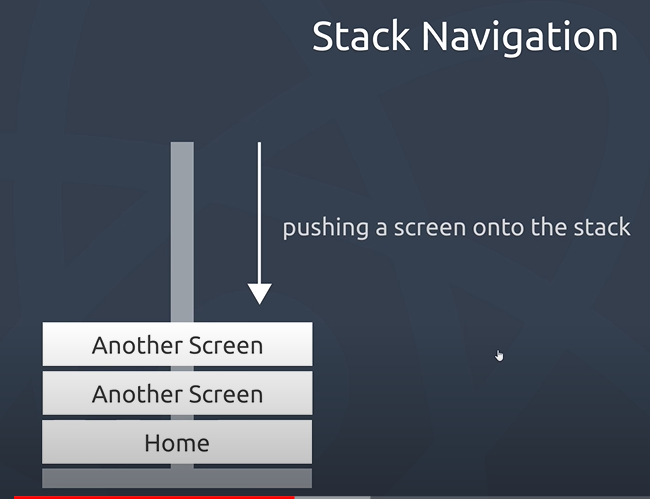 Stack Navigation
pushing a screen onto the stack
Another Screen
Another Screen
Home